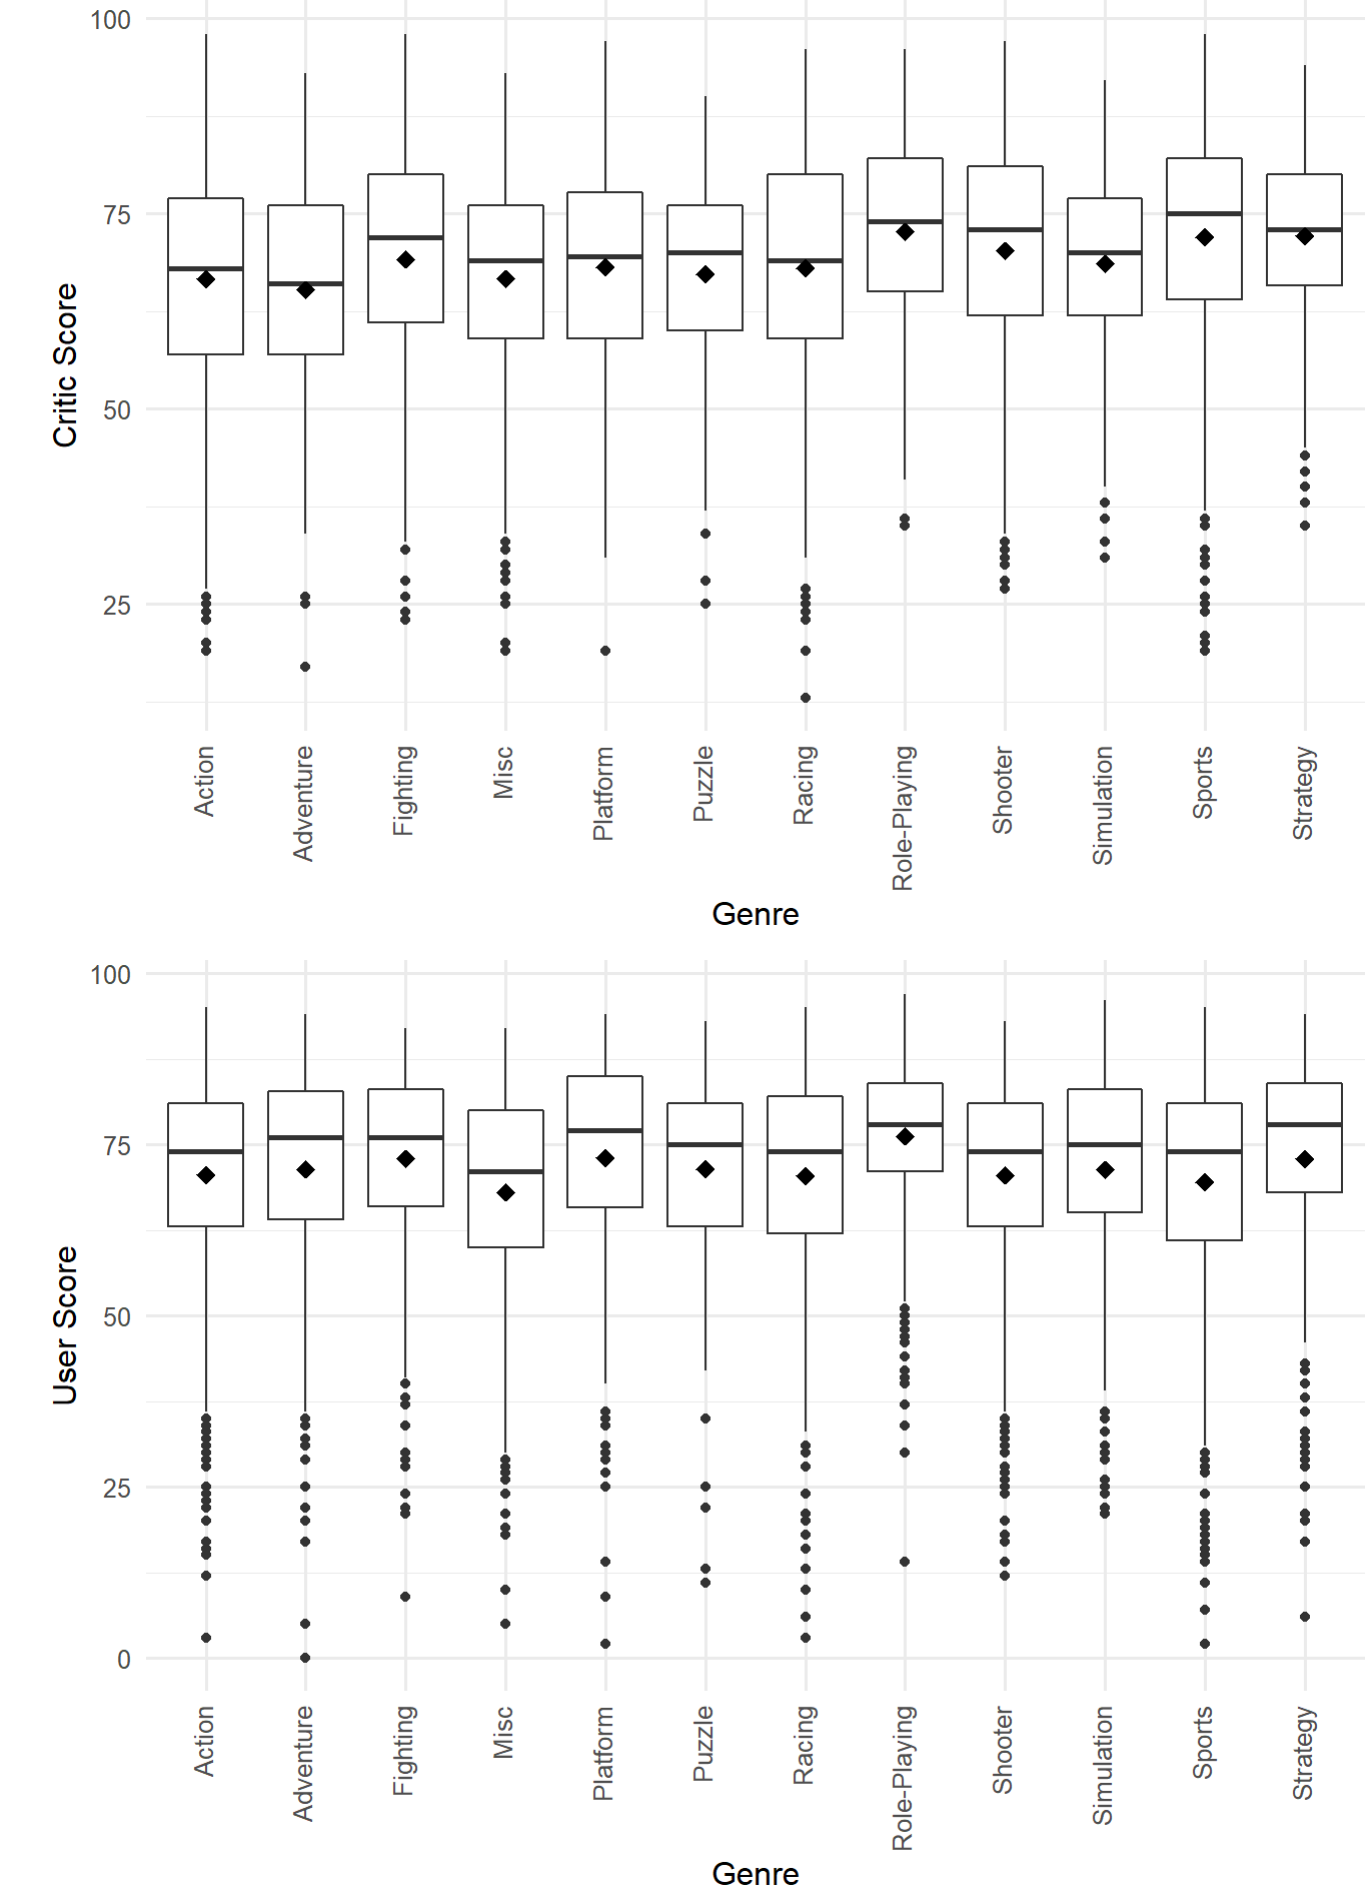 100
75
50
25
Critic Score
Action
Adventure
Fighting
Misc
Platform
Puzzle
Racing
Role-Playing
Shooter
Simulation
Sports
Strategy
Genre
100
75
50
25
0
User Score
Action
Adventure
Fighting
Misc
Platform
Puzzle
Racing
Role-Playing
Shooter
Simulation
Sports
Strategy
Genre